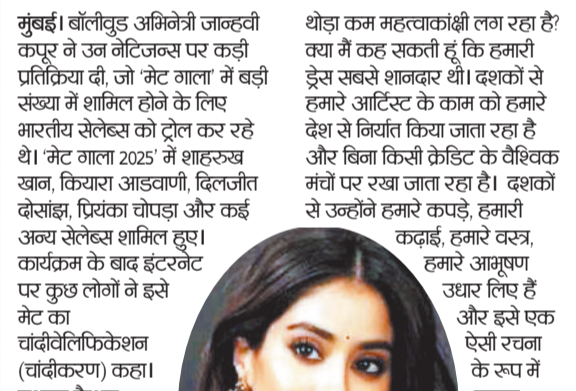 मुंबई। बॉलीवुड अभिनेत्री जान्हवी
कपूर ने उन नेटिजन्स पर कड़ी
प्रतिक्रिया दी, जो ‘मेट गाला’ में बड़ी
संख्या में शामिल होने के लिए
भारतीय सेलेब्स को ट्रोल कर रहे
थे। ‘मेट गाला 2025’ में शाहरुख
खान, कियारा आडवाणी, दिलजीत
दोसांझ, प्रियंका चोपड़ा और कई
अन्य सेलेब्स शामिल हुए।
कार्यक्रम के बाद इंटरनेट
पर कुछ लोगों ने इसे
मेट का
चांदीवेलिफिकेशन
(चांदीकरण) कहा।
थोड़ा कम महत्वाकांक्षी लग रहा है?
क्या मैं कह सकती हूं कि हमारी
ड्रेस सबसे शानदार थी। दशकों से
हमारे आर्टिस्ट के काम को हमारे
देश से निर्यात किया जाता रहा है
और बिना किसी क्रेडिट के वैश्विक
मंचों पर रखा जाता रहा है। दशकों
से उन्होंने हमारे कपड़े, हमारी
कढ़ाई, हमारे वस्त्र,
हमारे आभूषण
उधार लिए हैं
और इसे एक
ऐसी रचना
के रूप में